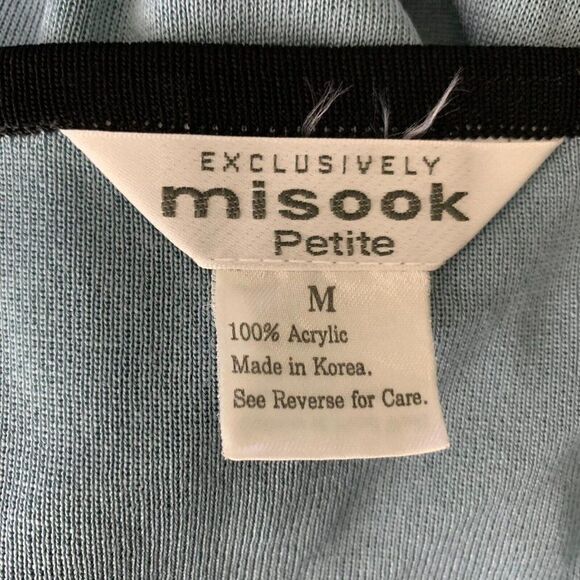 EXCLUSIVELY
misook
Petite
M
100% Acrylic
Made in Korea.
See Reverse for Care.